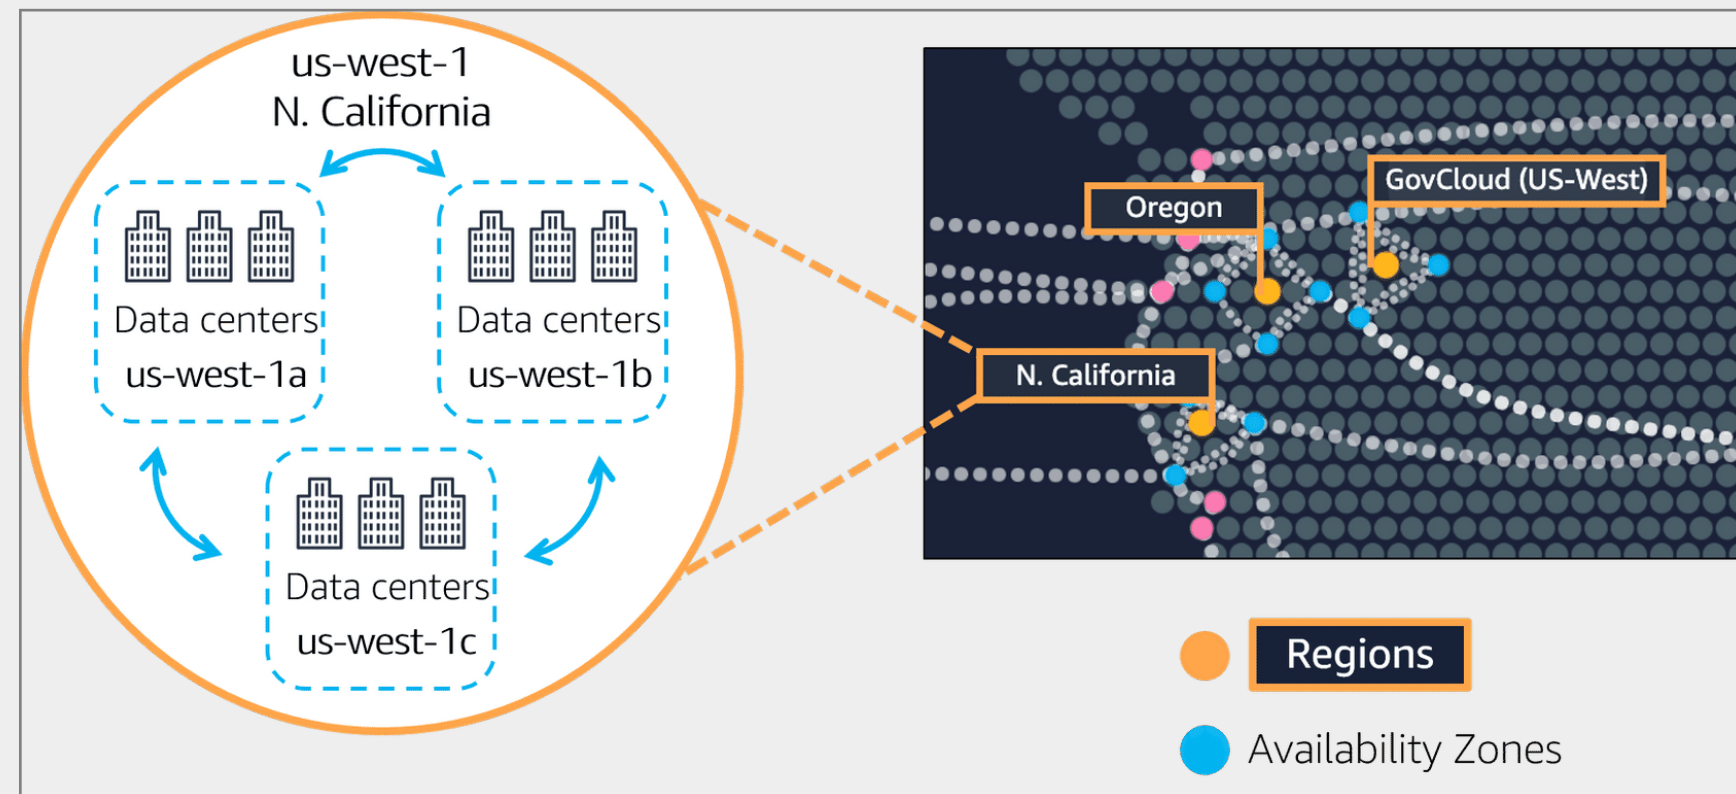 us-west-1
N. California
Data centers
us-west-1a
Data centers
us-west-1b
Data centers
us-west-1c
GovCloud (US-West)
Oregon
N. California
Regions
Availability Zones